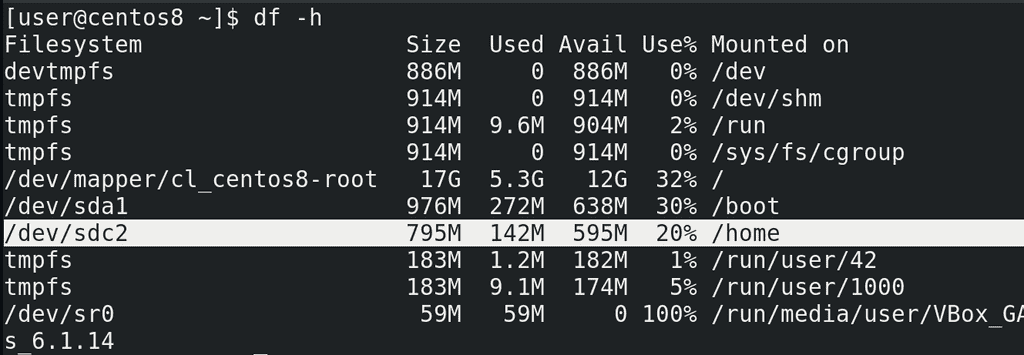 [user@centos8 ~]$ df -h
Filesystem                   Size  Used Avail Use% Mounted on
devtmpfs                     886M     0  886M   0% /dev
tmpfs                        914M     0  914M   0% /dev/shm
tmpfs                        914M  9.6M  904M   2% /run
tmpfs                        914M     0  914M   0% /sys/fs/cgroup
/dev/mapper/cl_centos8-root   17G  5.3G   12G  32% /
/dev/sda1                    976M  272M  638M  30% /boot
/dev/sdc2                    795M  142M  595M  20% /home
tmpfs                        183M  1.2M  182M   1% /run/user/42
tmpfs                        183M  9.1M  174M   5% /run/user/1000
/dev/sr0                      59M   59M     0 100% /run/media/user/VBox_GA
s_6.1.14